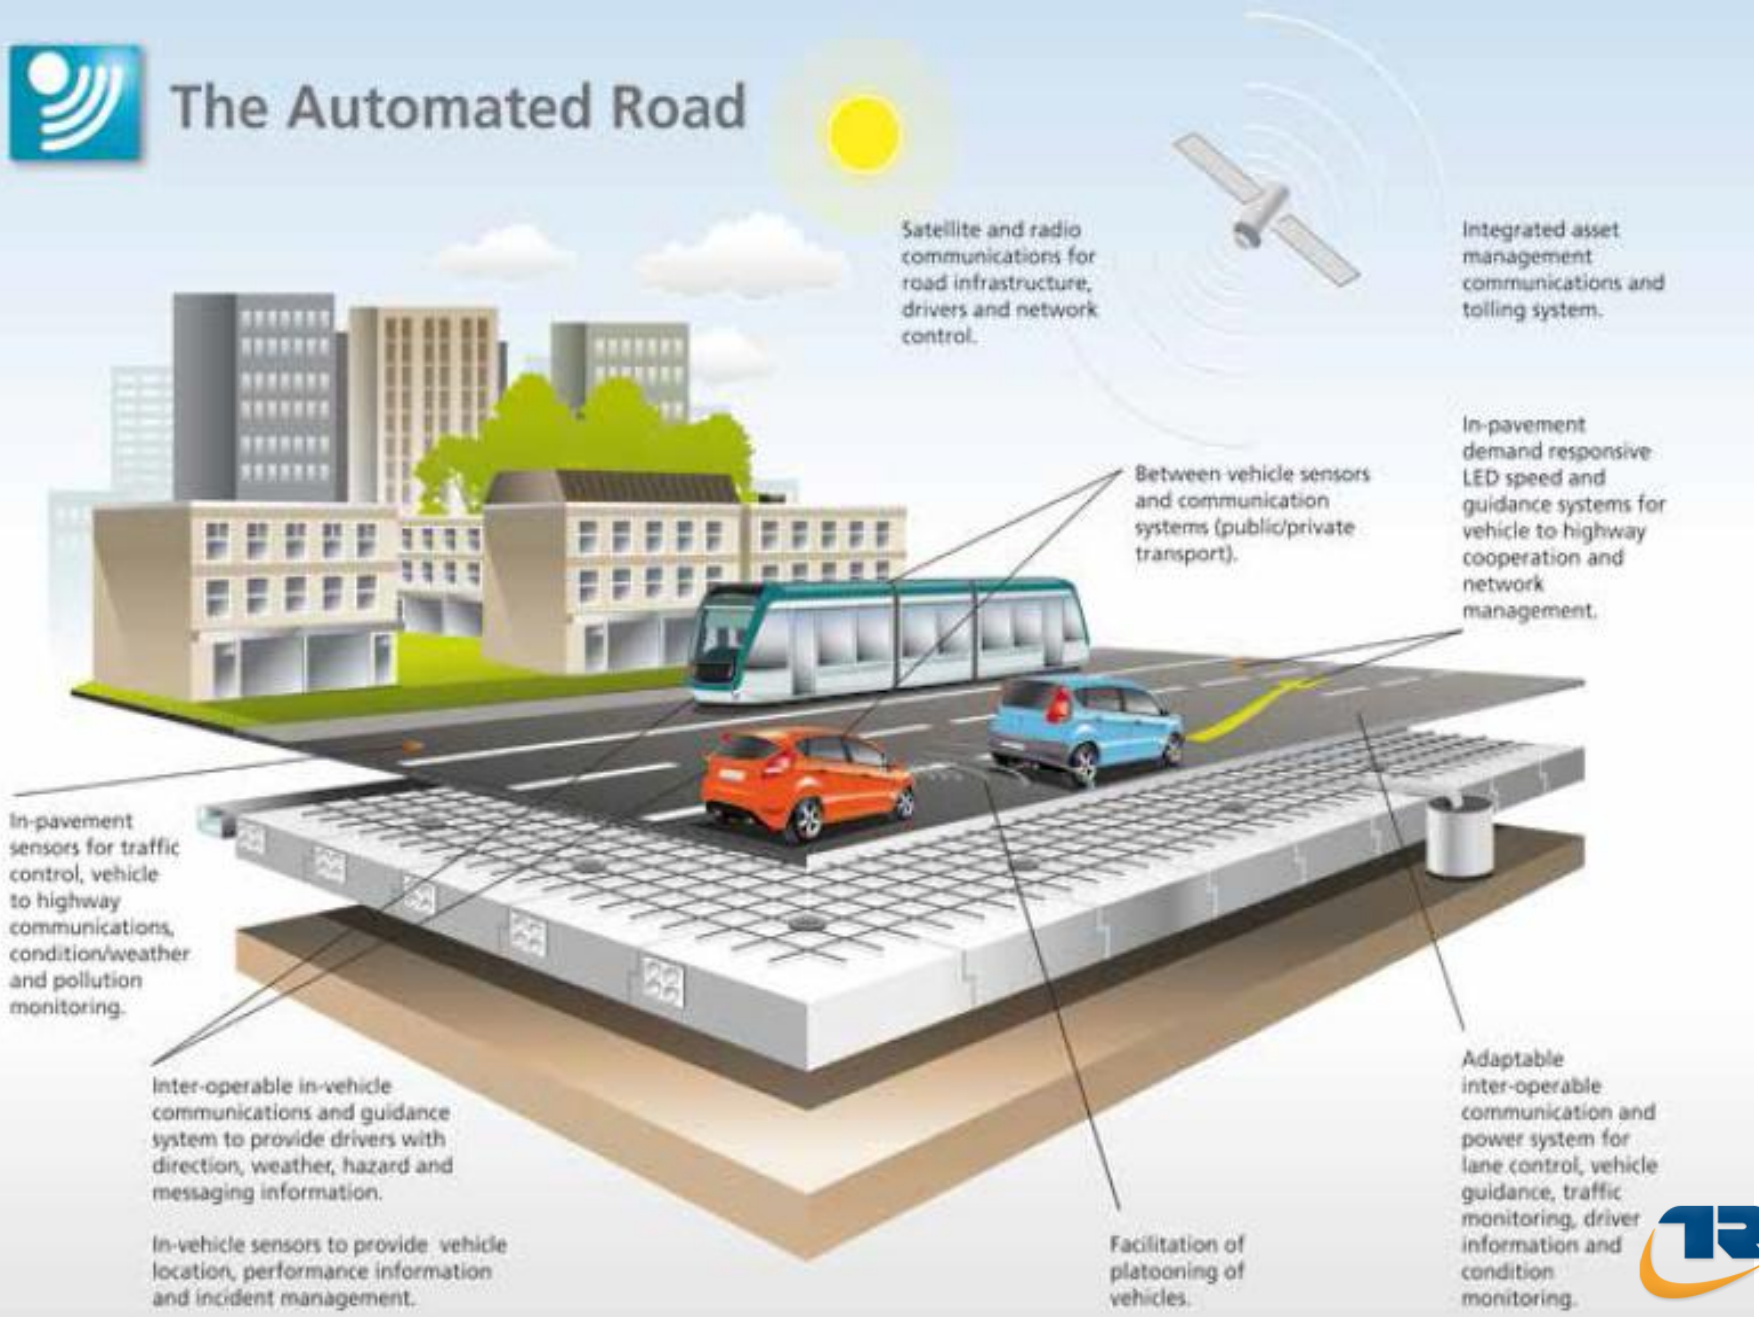 The Automated Road
Satellite and radio
communications for
road infrastructure,
drivers and network
control.
Integrated asset
management
communications and
tolling system.
In-pavement
demand responsive
LED speed and
guidance systems for
vehicle to highway
cooperation and
network
management.
Between vehicle sensors
and communication
systems (public/private
transport).
In-pavement
sensors for traffic
control, vehicle
to highway
communications,
condition/weather
and pollution
monitoring.
Inter-operable in-vehicle
communications and guidance
system to provide drivers with
direction, weather, hazard and
messaging information.
In-vehicle sensors to provide vehicle
location, performance information
and incident management.
Facilitation of
platooning of
vehicles.
Adaptable
inter-operable
communication and
power system for
lane control, vehicle
guidance, traffic
monitoring, driver
information and
condition
monitoring.